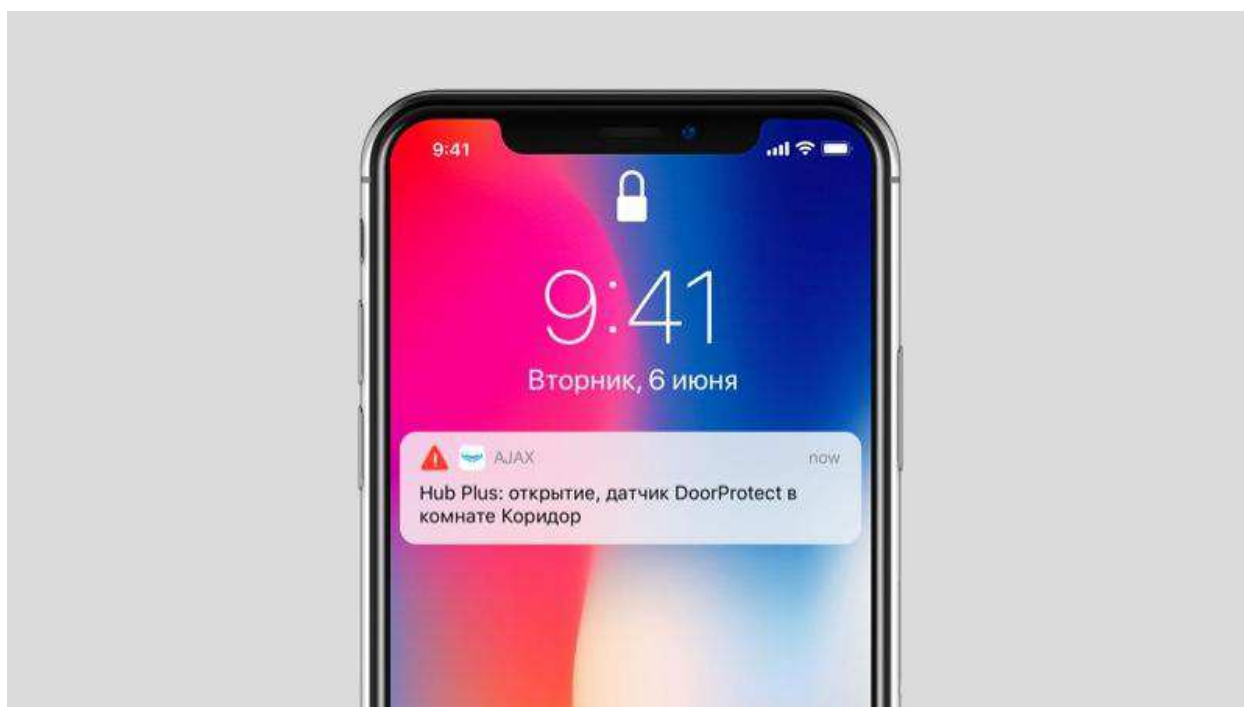 9:41
9:41
Вторник, 6 июня
AJAX now
Hub Plus: открытие, датчик DoorProtect в
комнате Коридор